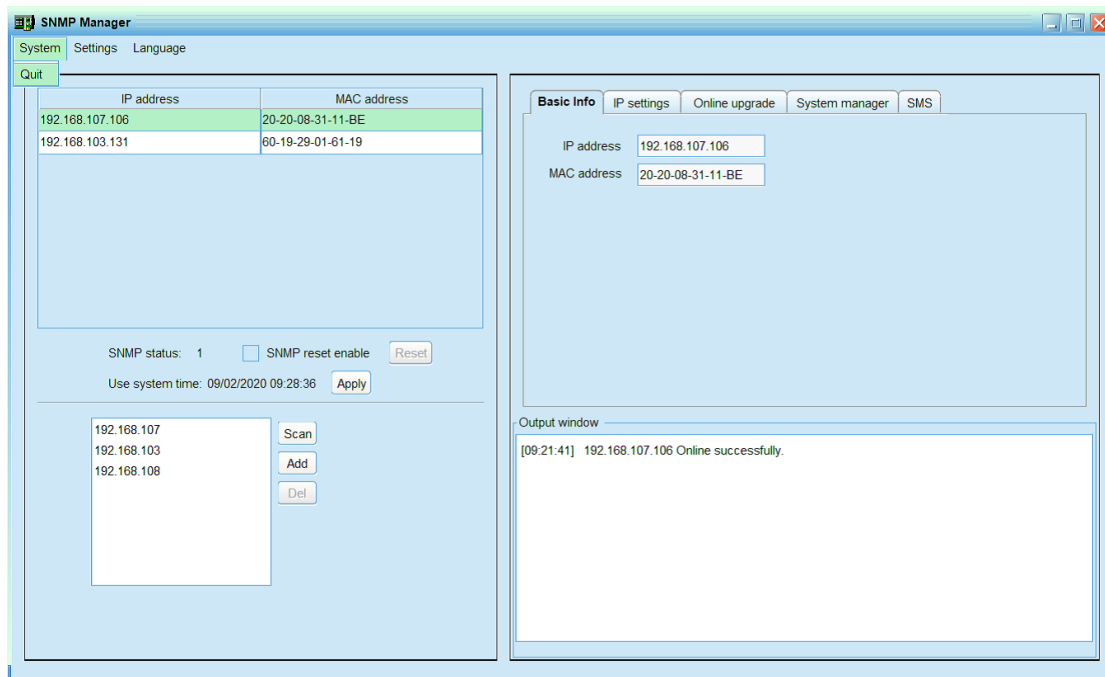 SNMP Manager
System Settings Language
Quit
IP address MAC address
192.168.107.106 20-20-08-31-11-BE
192.168.103.131 60-19-29-01-61-19
SNMP status: 1 SNMP reset enable Reset
Use system time: 09/02/2020 09:28:36 Apply
192.168.107
192.168.103
192.168.108
Scan
Add
Del
Basic Info IP settings Online upgrade System manager SMS
IP address 192.168.107.106
MAC address 20-20-08-31-11-BE
Output window
[09:21:41] 192.168.107.106 Online successfully.